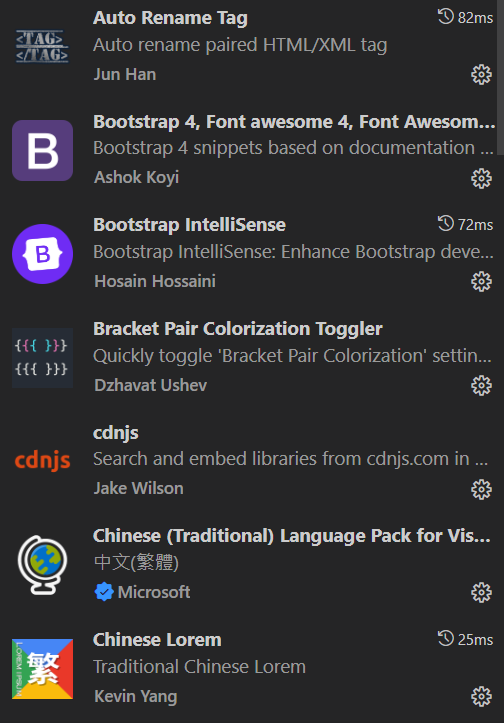 <TAG>
</TAG>
Auto Rename Tag
82ms
Auto rename paired HTML/XML tag
Jun Han
B
Bootstrap 4, Font awesome 4, Font Awesom...
Bootstrap 4 snippets based on documentation ...
Ashok Koyi
B
Bootstrap IntelliSense
72ms
Bootstrap IntelliSense: Enhance Bootstrap deve...
Hosain Hossaini
{{{ }}}
{{{ }}}
Bracket Pair Colorization Toggler
Quickly toggle 'Bracket Pair Colorization' settin...
Dzhavat Ushev
cdnjs
cdnjs
Search and embed libraries from cdnjs.com in ...
Jake Wilson
Chinese (Traditional) Language Pack for Vis...
中文(繁體)
Microsoft
LOREM IPSUM
繁
Chinese Lorem
25ms
Traditional Chinese Lorem
Kevin Yang